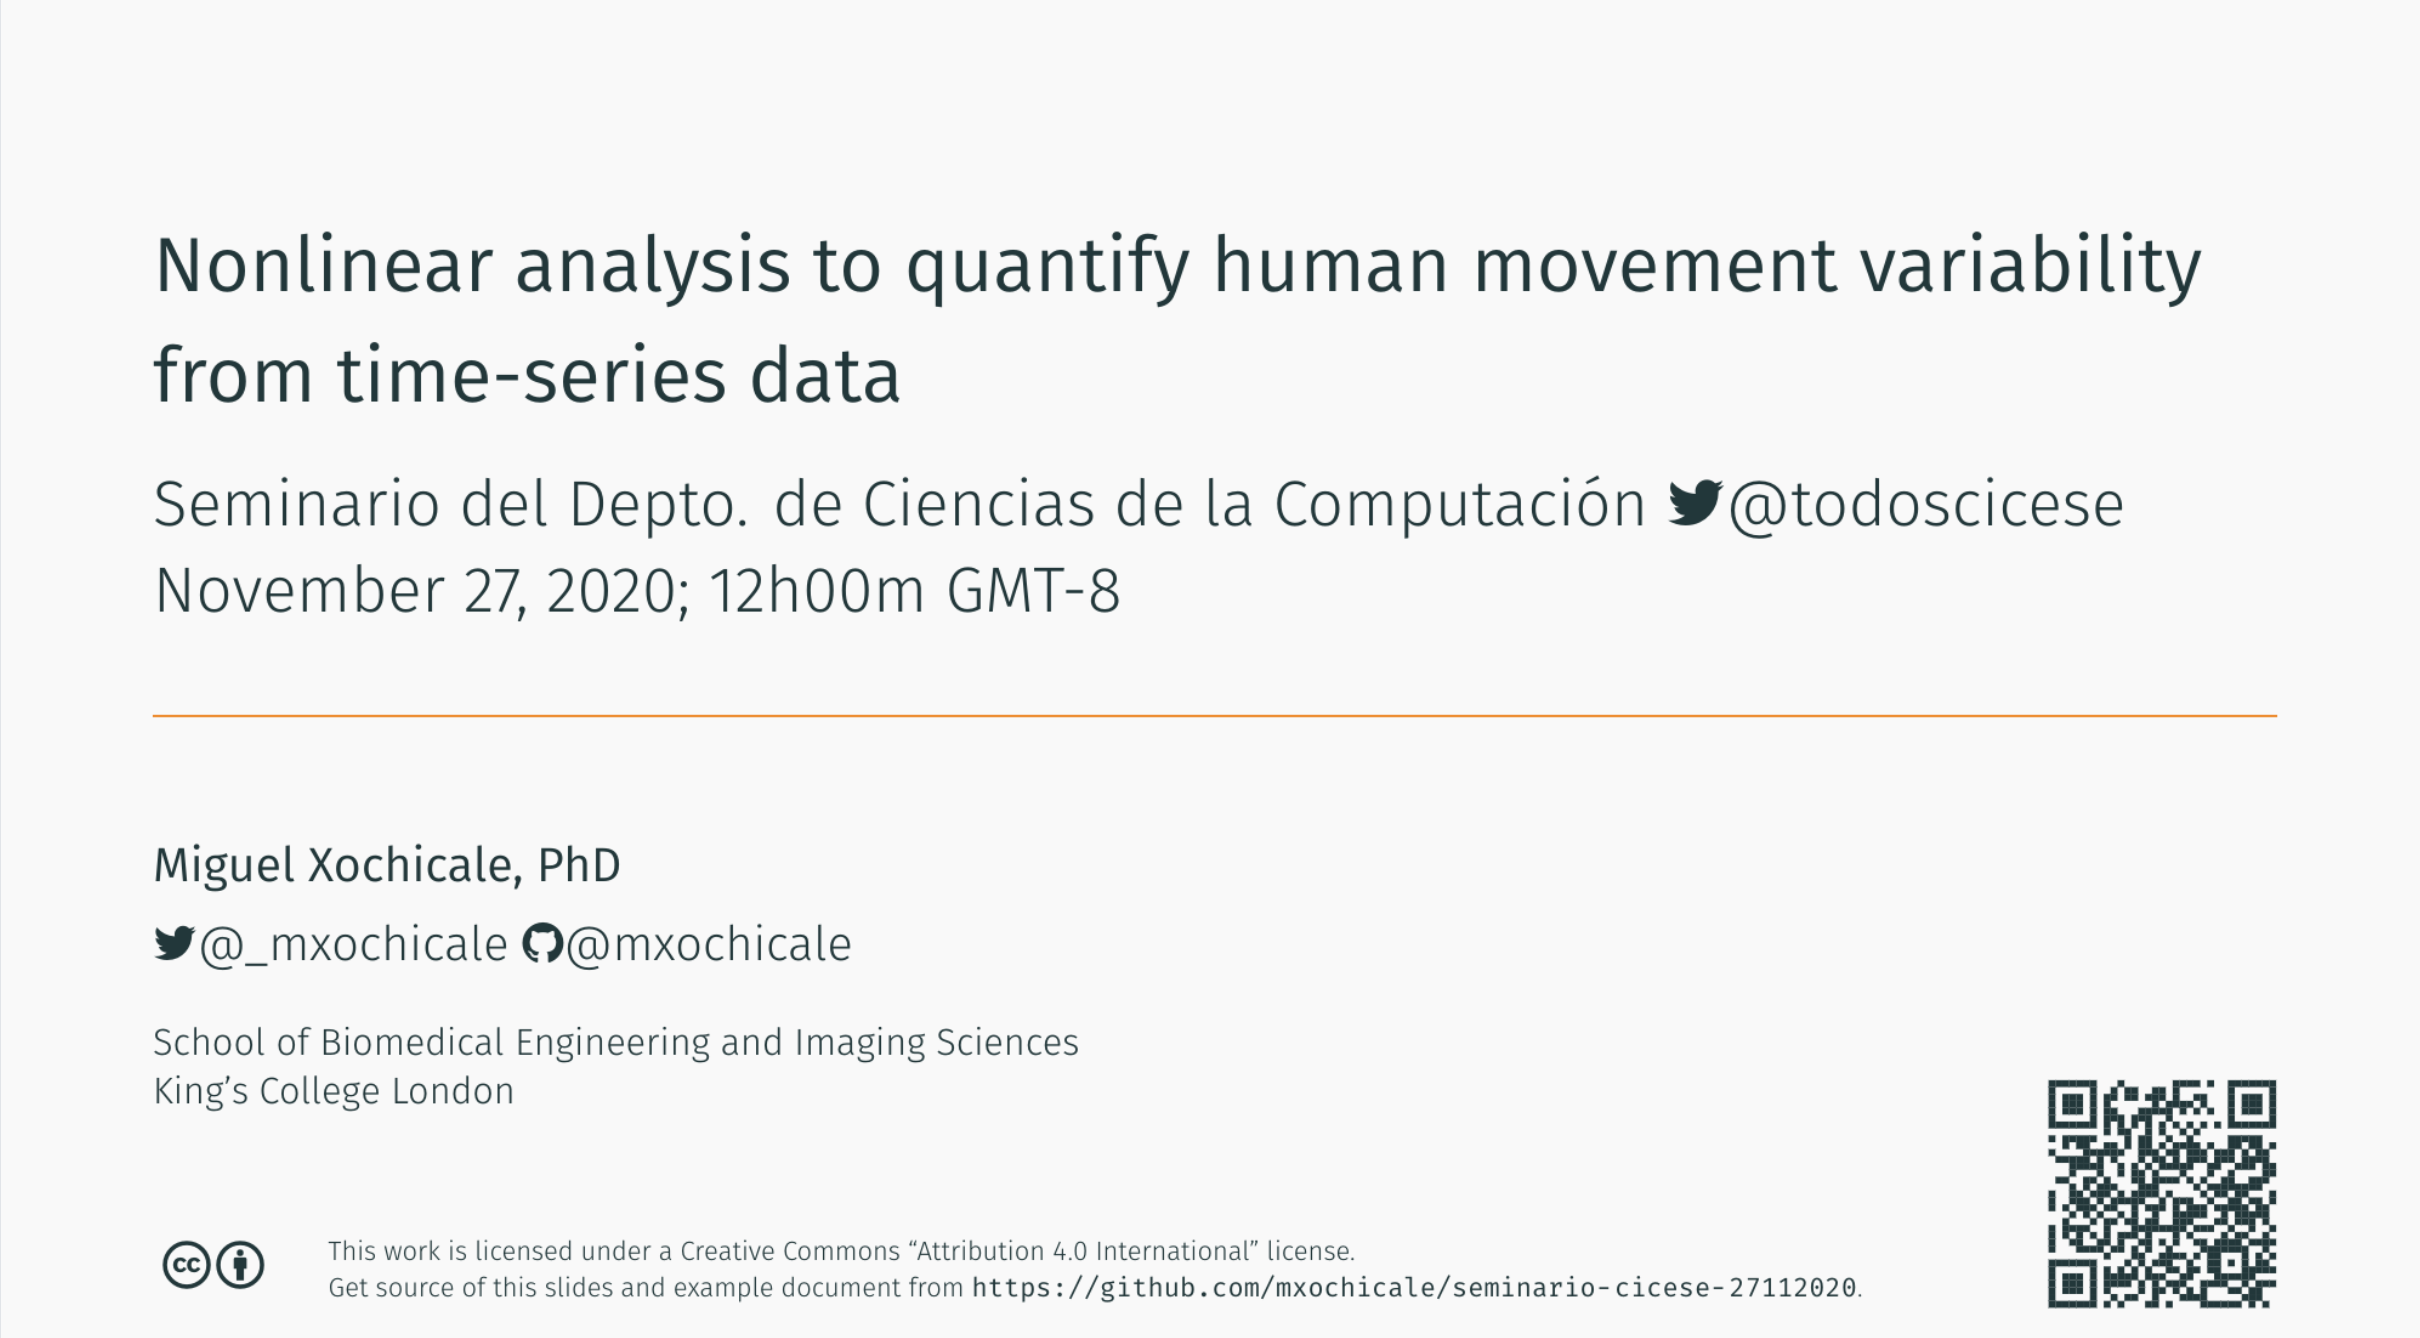 Nonlinear analysis to quantify human movement variability
from time-series data
Seminario del Depto. de Ciencias de la Computación @todoscicese
November 27, 2020; 12h00m GMT-8
Miguel Xochicale, PhD
@_mxochicale @mxochicale
School of Biomedical Engineering and Imaging Sciences
King’s College London
cc
This work is licensed under a Creative Commons “Attribution 4.0 International” license.
Get source of this slides and example document from https://github.com/mxochicale/seminario-cicese-27112020.